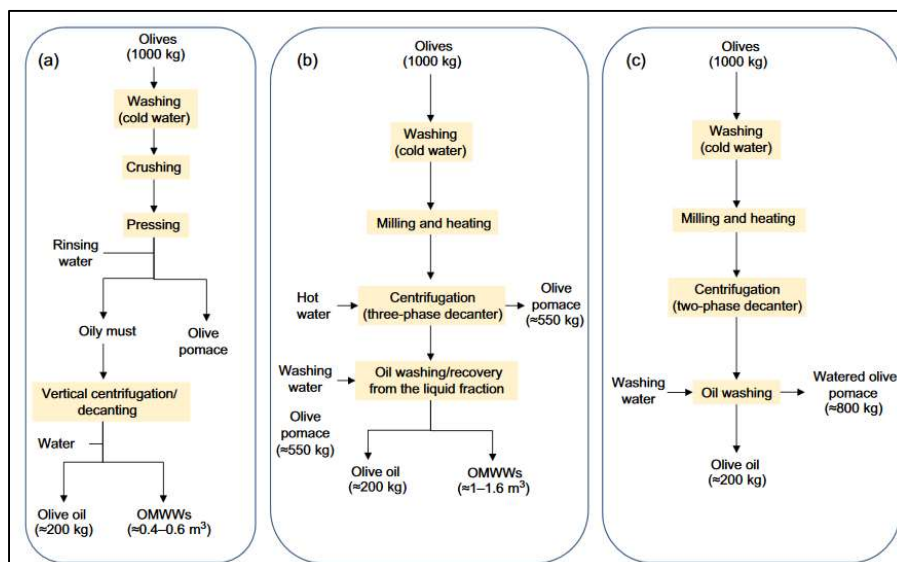 (a)
Olives
(1000 kg)
Washing
(cold water)
Crushing
Pressing
Rinsing
water
Oily must
Olive
pomace
Vertical centrifugation/
decanting
Water
Olive oil
(≈200 kg)
OMWWs
(≈0.4–0.6 m³)
(b)
Olives
(1000 kg)
Washing
(cold water)
Milling and heating
Hot
water
Centrifugation
(three-phase decanter)
Olive
pomace
(≈550 kg)
Washing
water
Oil washing/recovery
from the liquid fraction
Olive
pomace
(≈550 kg)
Olive oil
(≈200 kg)
OMWWs
(≈1–1.6 m³)
(c)
Olives
(1000 kg)
Washing
(cold water)
Milling and heating
Centrifugation
(two-phase decanter)
Washing
water
Oil washing
Watered olive
pomace
(≈800 kg)
Olive oil
(≈200 kg)